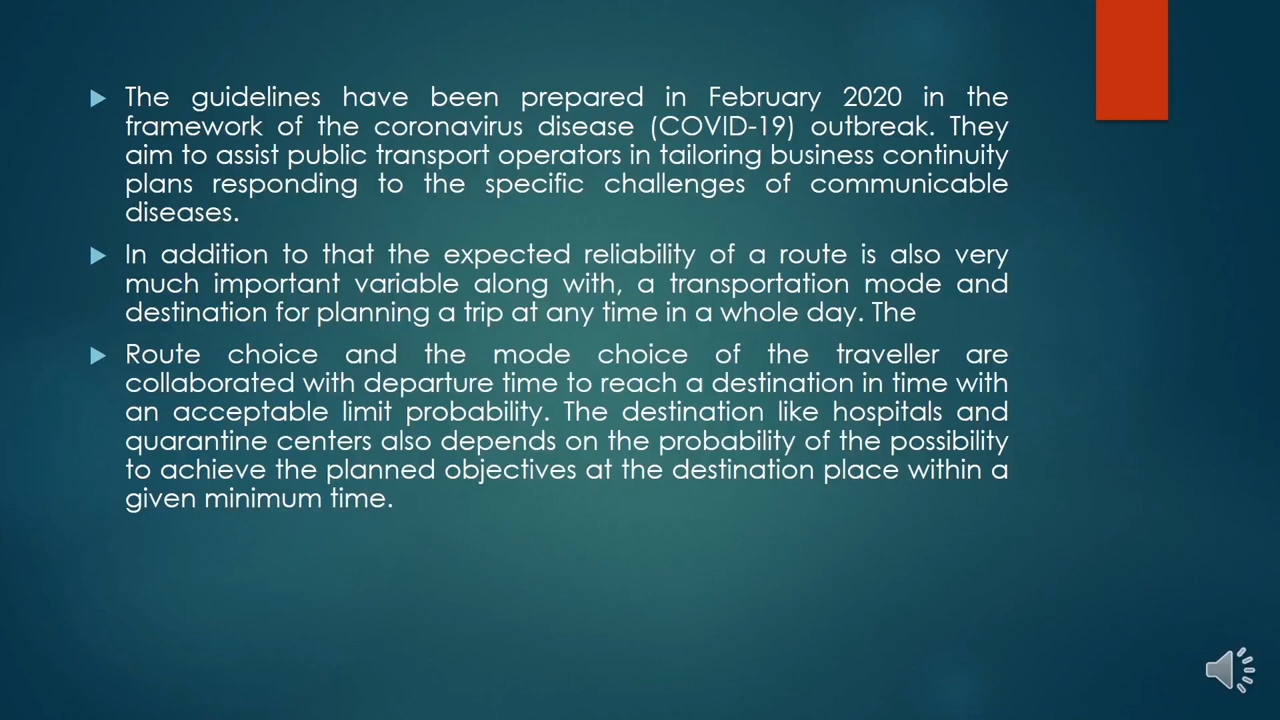 The guidelines have been prepared in February 2020 in the
framework of the coronavirus disease (COVID-19) outbreak. They
aim to assist public transport operators in tailoring business continuity
plans responding to the specific challenges of communicable
diseases.
In addition to that the expected reliability of a route is also very
much important variable along with, a transportation mode and
destination for planning a trip at any time in a whole day. The
Route choice and the mode choice of the traveller are
collaborated with departure time to reach a destination in time with
an acceptable limit probability. The destination like hospitals and
quarantine centers also depends on the probability of the possibility
to achieve the planned objectives at the destination place within a
given minimum time.